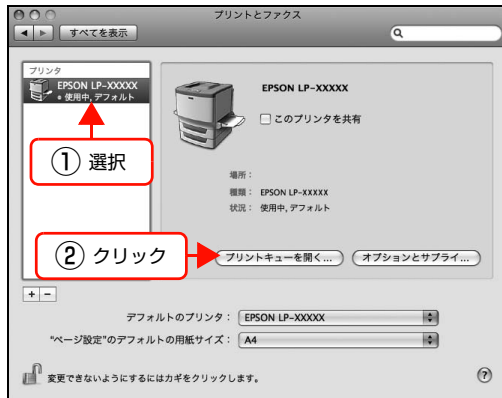 プリントとファクス
すべてを表示
プリンタ
EPSON LP-XXXXX
使用中, デフォルト
① 選択
EPSON LP-XXXXX
このプリンタを共有
場所：
種類： EPSON LP-XXXXX
状況： 使用中, デフォルト
② クリック
プリントキューを開く...
オプションとサプライ...
+ −
デフォルトのプリンタ： EPSON LP-XXXXX
"ページ設定"のデフォルトの用紙サイズ： A4
変更できないようにするにはカギをクリックします。
?